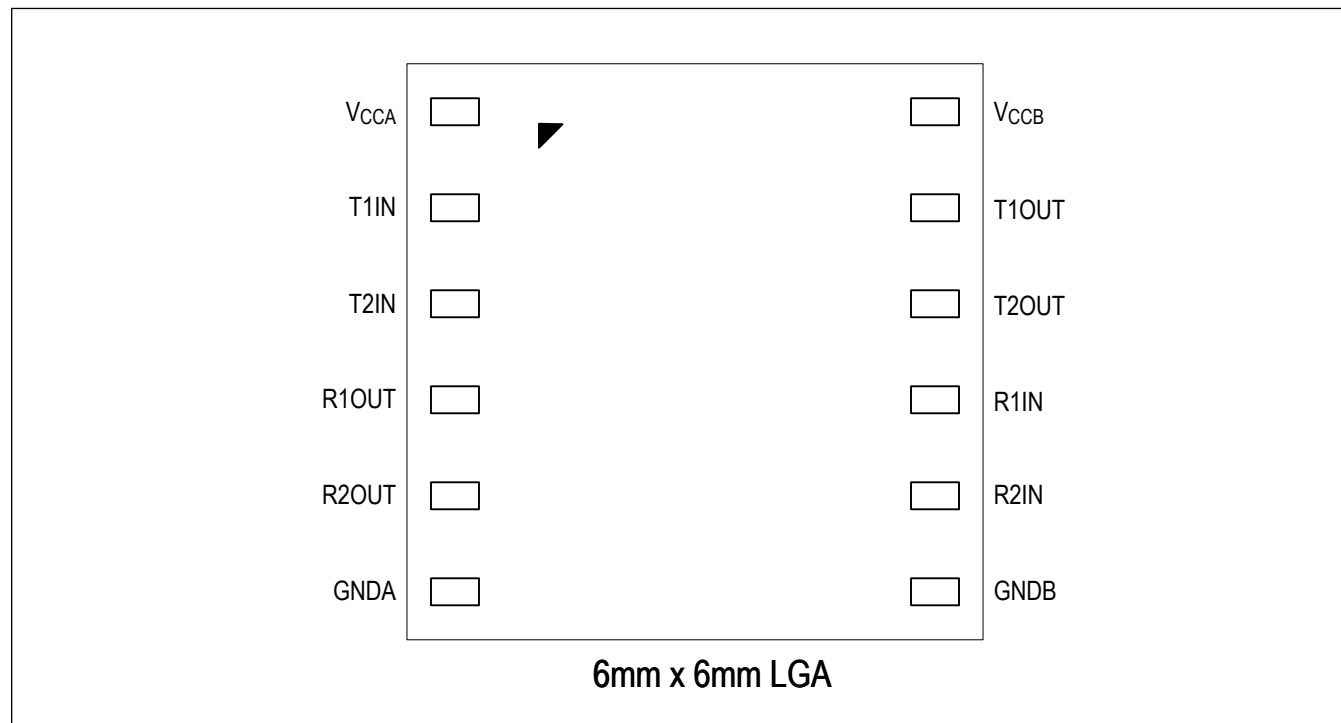 VCCA
VCCB
T1IN
T1OUT
T2IN
T2OUT
R1OUT
R1IN
R2OUT
R2IN
GNDA
GNDB
6mm x 6mm LGA